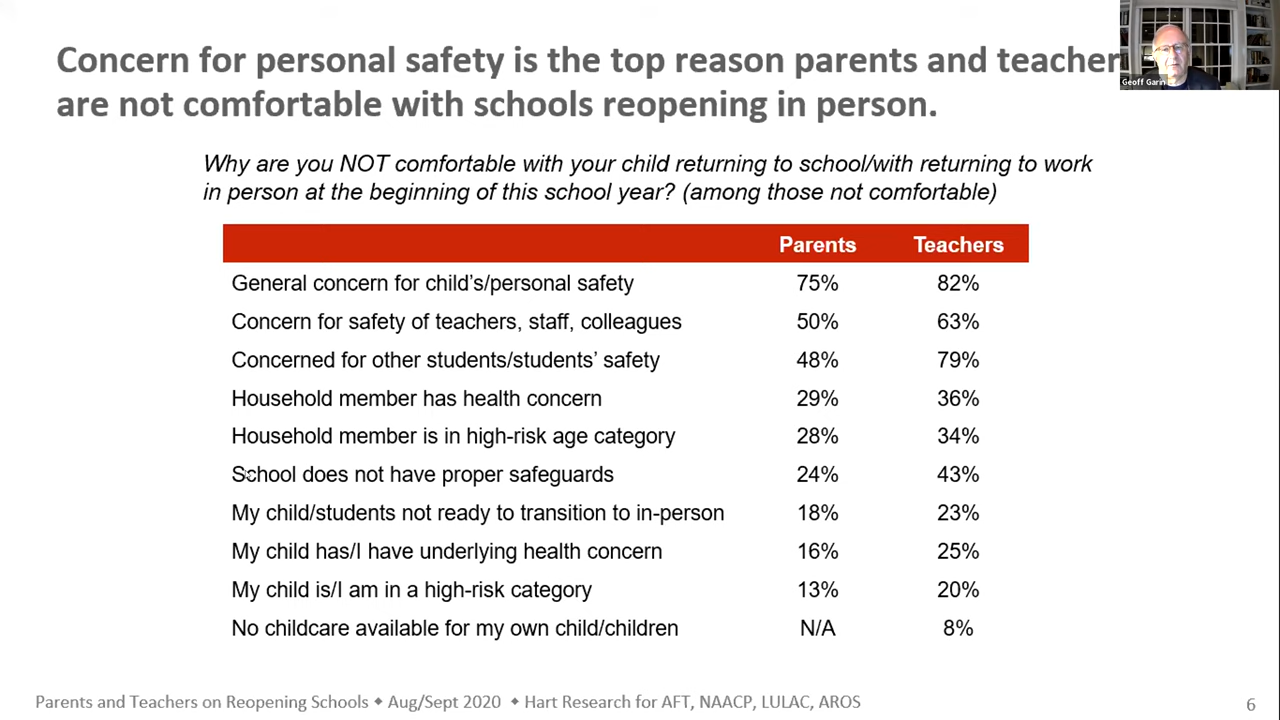 Concern for personal safety is the top reason parents and teacher
are not comfortable with schools reopening in person.
Geoff Garin
Why are you NOT comfortable with your child returning to school/with returning to work
in person at the beginning of this school year? (among those not comfortable)
Parents Teachers
General concern for child's/personal safety 75% 82%
Concern for safety of teachers, staff, colleagues 50% 63%
Concerned for other students/students' safety 48% 79%
Household member has health concern 29% 36%
Household member is in high-risk age category 28% 34%
School does not have proper safeguards 24% 43%
My child/students not ready to transition to in-person 18% 23%
My child has/I have underlying health concern 16% 25%
My child is/I am in a high-risk category 13% 20%
No childcare available for my own child/children N/A 8%
Parents and Teachers on Reopening Schools ◆ Aug/Sept 2020 ◆ Hart Research for AFT, NAACP, LULAC, AROS
6